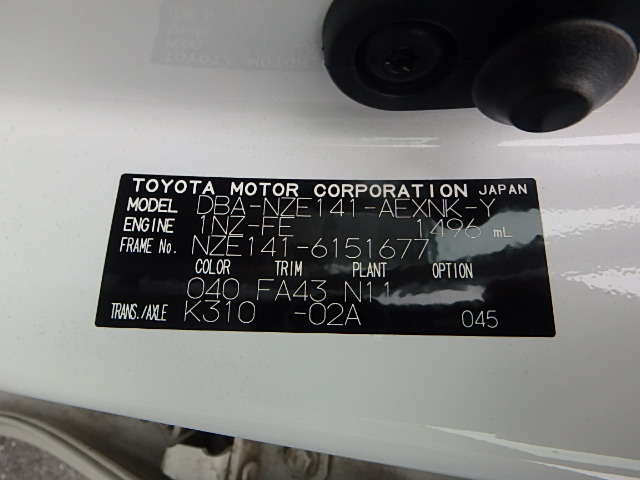 TOYOTA MOTOR CORPORATION JAPAN
MODEL DBA-NZE141-AEXNK-Y
ENGINE 1NZ-FE 1496 mL
FRAME No. NZE141-6151677
COLOR TRIM PLANT OPTION
040 FA43 N11
TRANS./AXLE K310 -02A 045